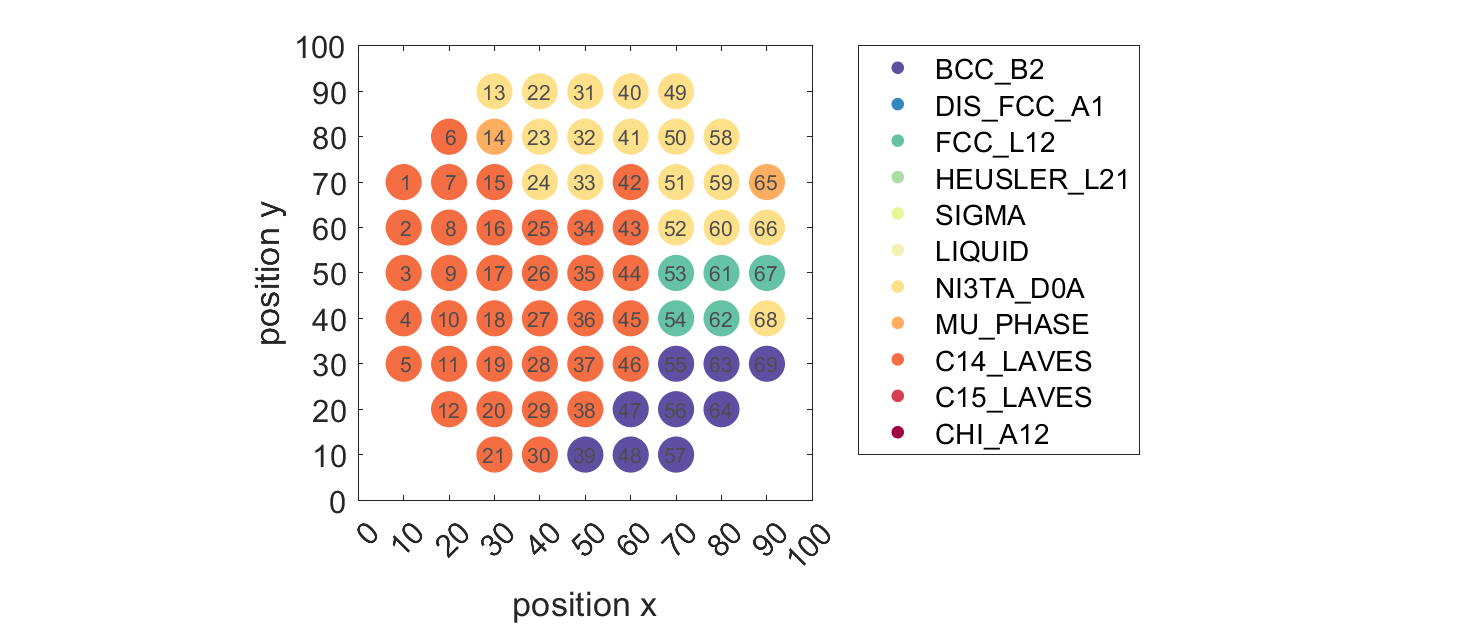 100
90
80
70
60
50
40
30
20
10
0
13 22 31 40 49
6 14 23 32 41 50 58
1 7 15 24 33 42 51 59 65
2 8 16 25 34 43 52 60 66
3 9 17 26 35 44 53 61 67
4 10 18 27 36 45 54 62 68
5 11 19 28 37 46 55 63 69
12 20 29 38 47 56 64
21 30 39 48 57
0 10 20 30 40 50 60 70 80 90 100
position x
position y
BCC_B2
DIS_FCC_A1
FCC_L12
HEUSLER_L21
SIGMA
LIQUID
NI3TA_D0A
MU_PHASE
C14_LAVES
C15_LAVES
CHI_A12